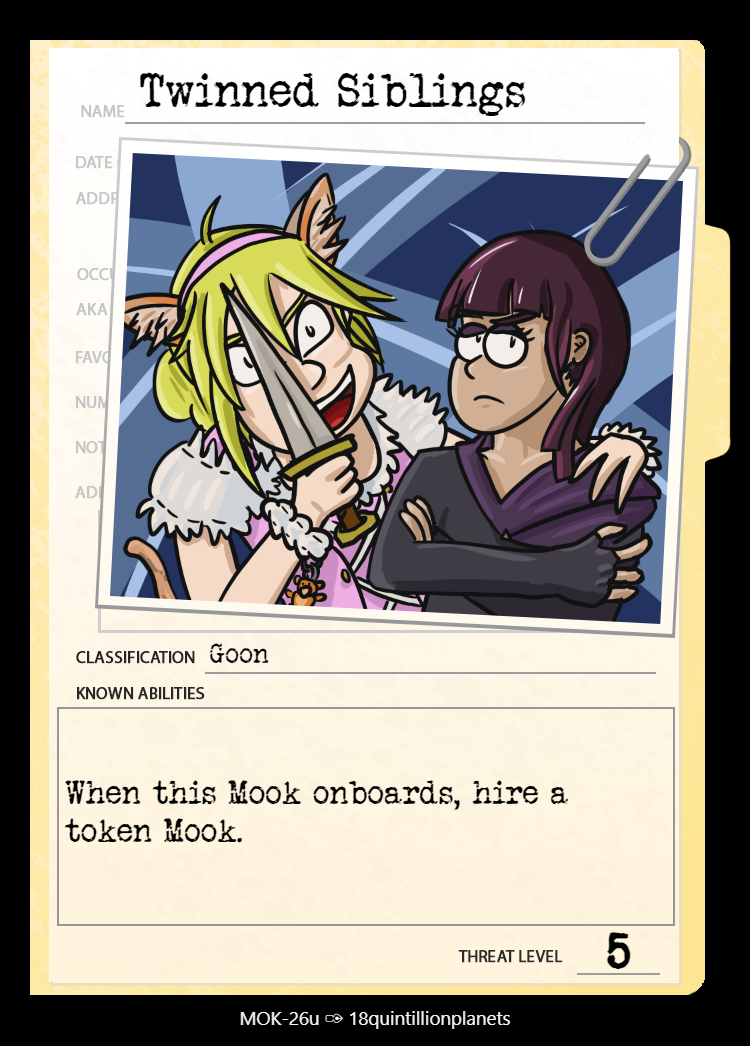 NAME Twinned Siblings
DATE
CLASSIFICATION Goon
KNOWN ABILITIES
When this Mook onboards, hire a
token Mook.
THREAT LEVEL 5
MOK-26u ✑ 18quintillionplanets